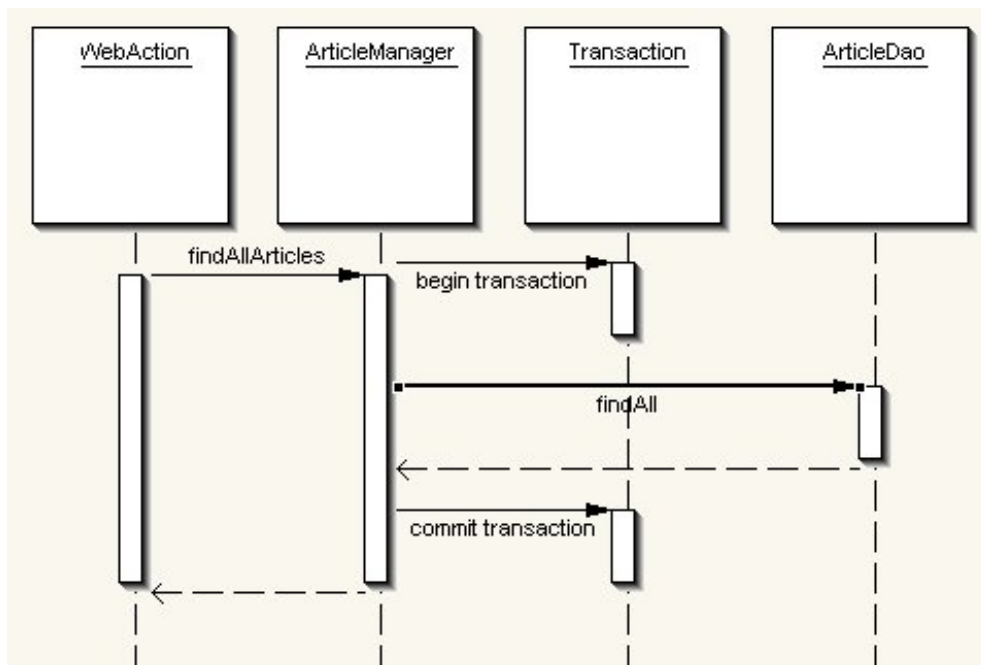 WebAction
ArticleManager
Transaction
ArticleDao
findAllArticles
begin transaction
findAll
commit transaction